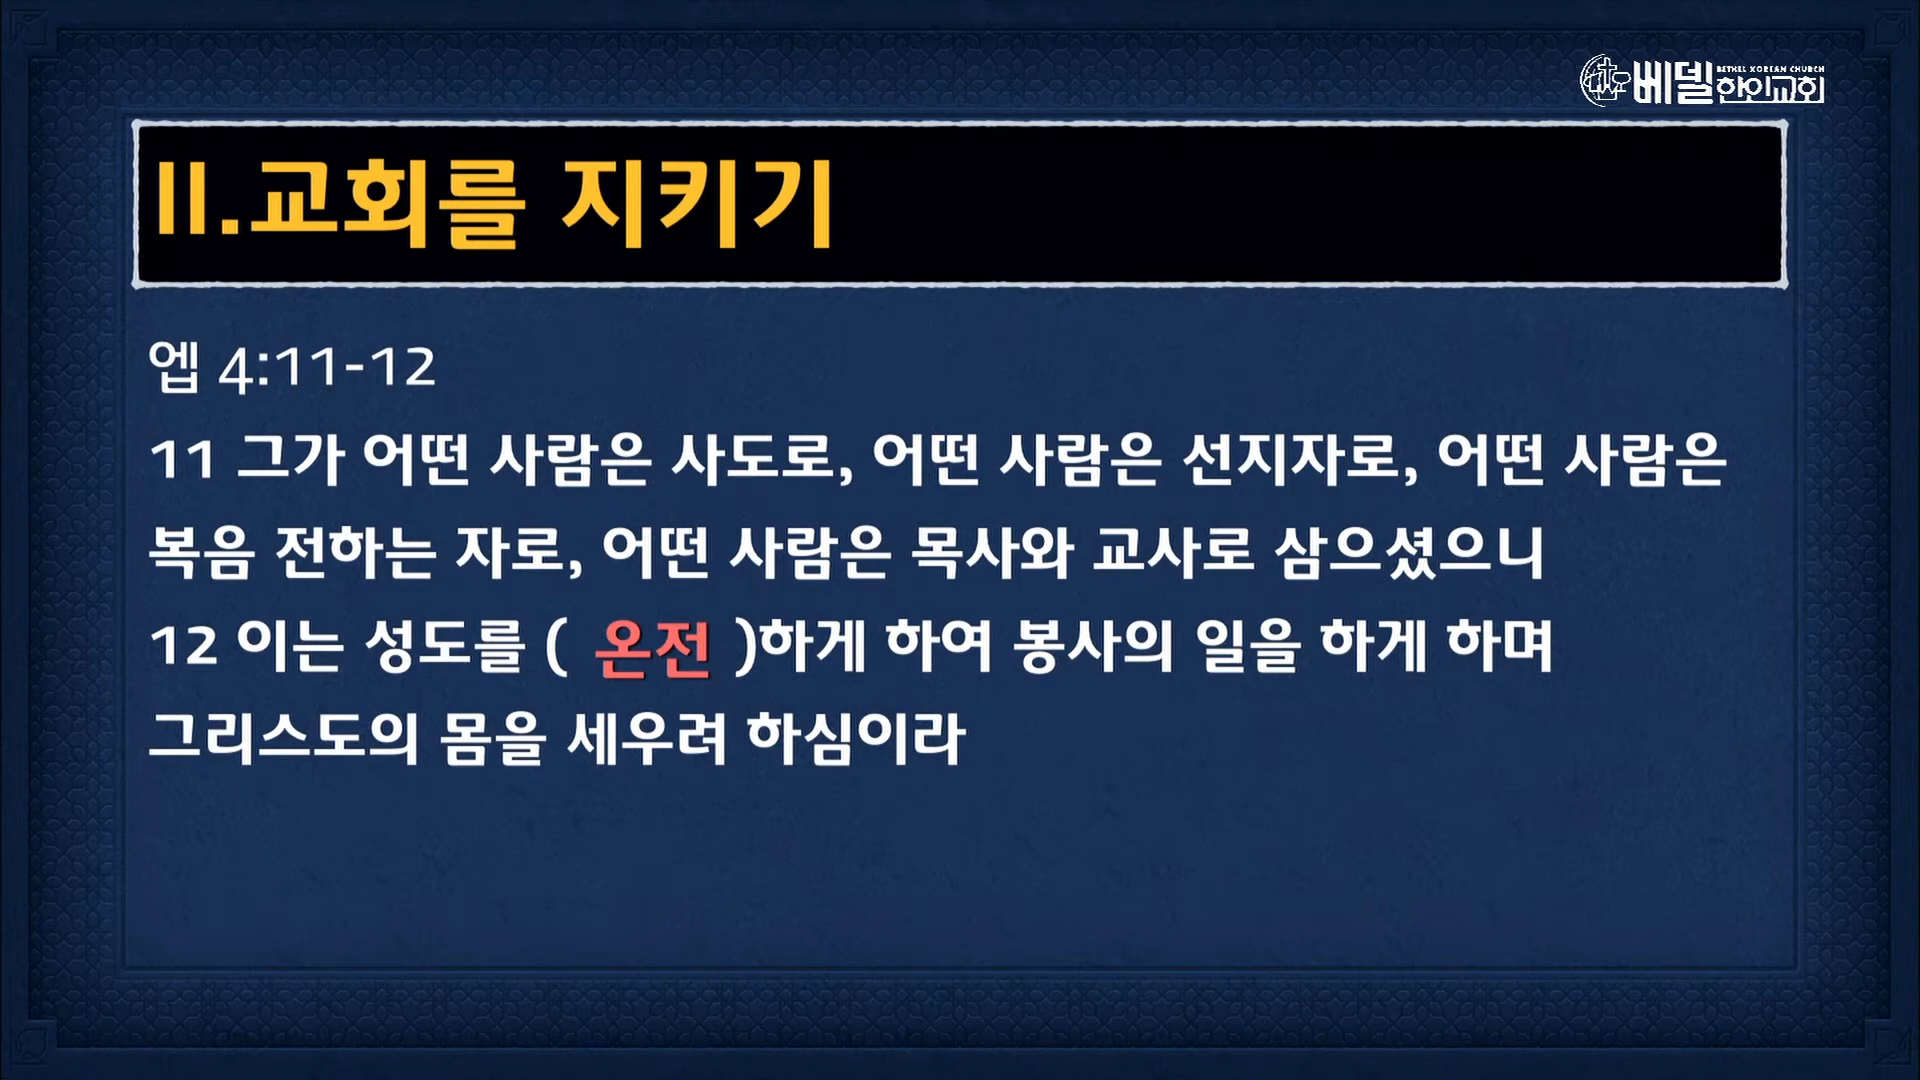 베델 BETHEL KOREAN CHURCH
한인교회
II.교회를 지키기
엡 4:11-12
11 그가 어떤 사람은 사도로, 어떤 사람은 선지자로, 어떤 사람은
복음 전하는 자로, 어떤 사람은 목사와 교사로 삼으셨으니
12 이는 성도를 ( 온전 )하게 하여 봉사의 일을 하게 하며
그리스도의 몸을 세우려 하심이라